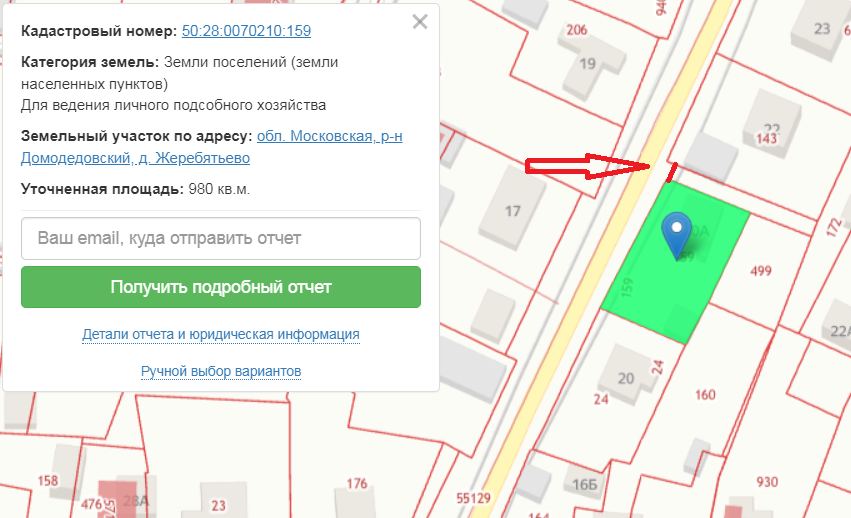 Кадастровый номер: 50:28:0070210:159
Категория земель: Земли поселений (земли
населенных пунктов)
Для ведения личного подсобного хозяйства
Земельный участок по адресу: обл. Московская, р-н
Домодедовский, д. Жеребятьево
Уточненная площадь: 980 кв.м.
Ваш email, куда отправить отчет
Получить подробный отчет
Детали отчета и юридическая информация
Ручной выбор вариантов
940
206
23
19
22
143
17
172
499
159
22А
20
24
24
160
158
176
16Б
930
476
28А
23
55129
164